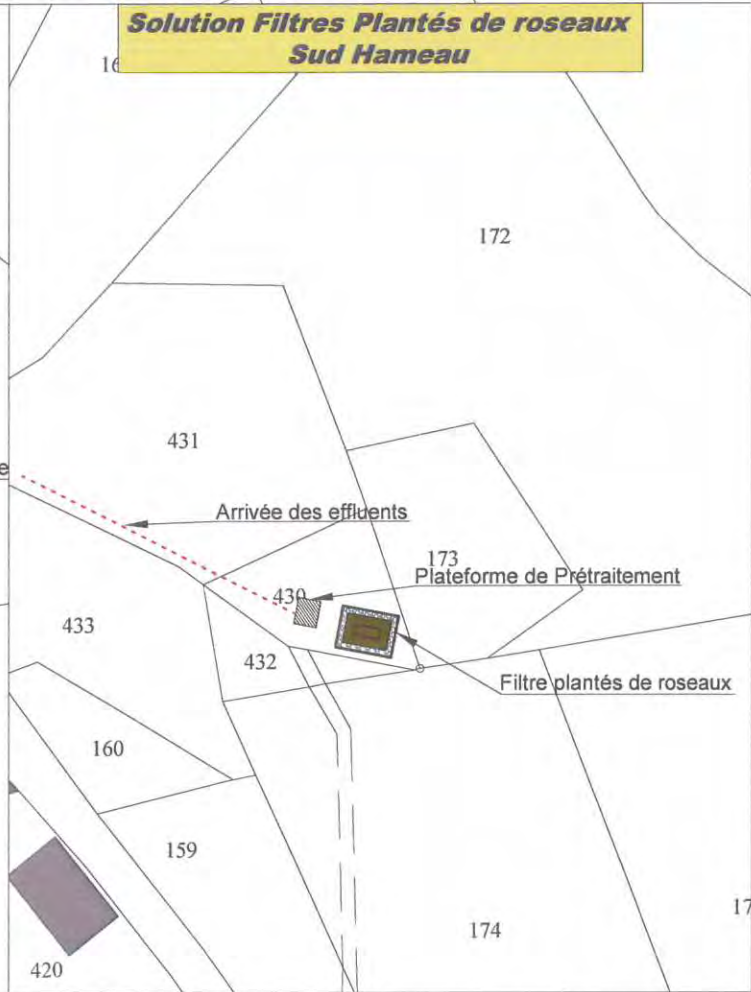 Solution Filtres Plantés de roseaux
Sud Hameau
172
431
e
Arrivée des effluents
173
Plateforme de Prétraitement
430
433
432
Filtre plantés de roseaux
160
159
174
420